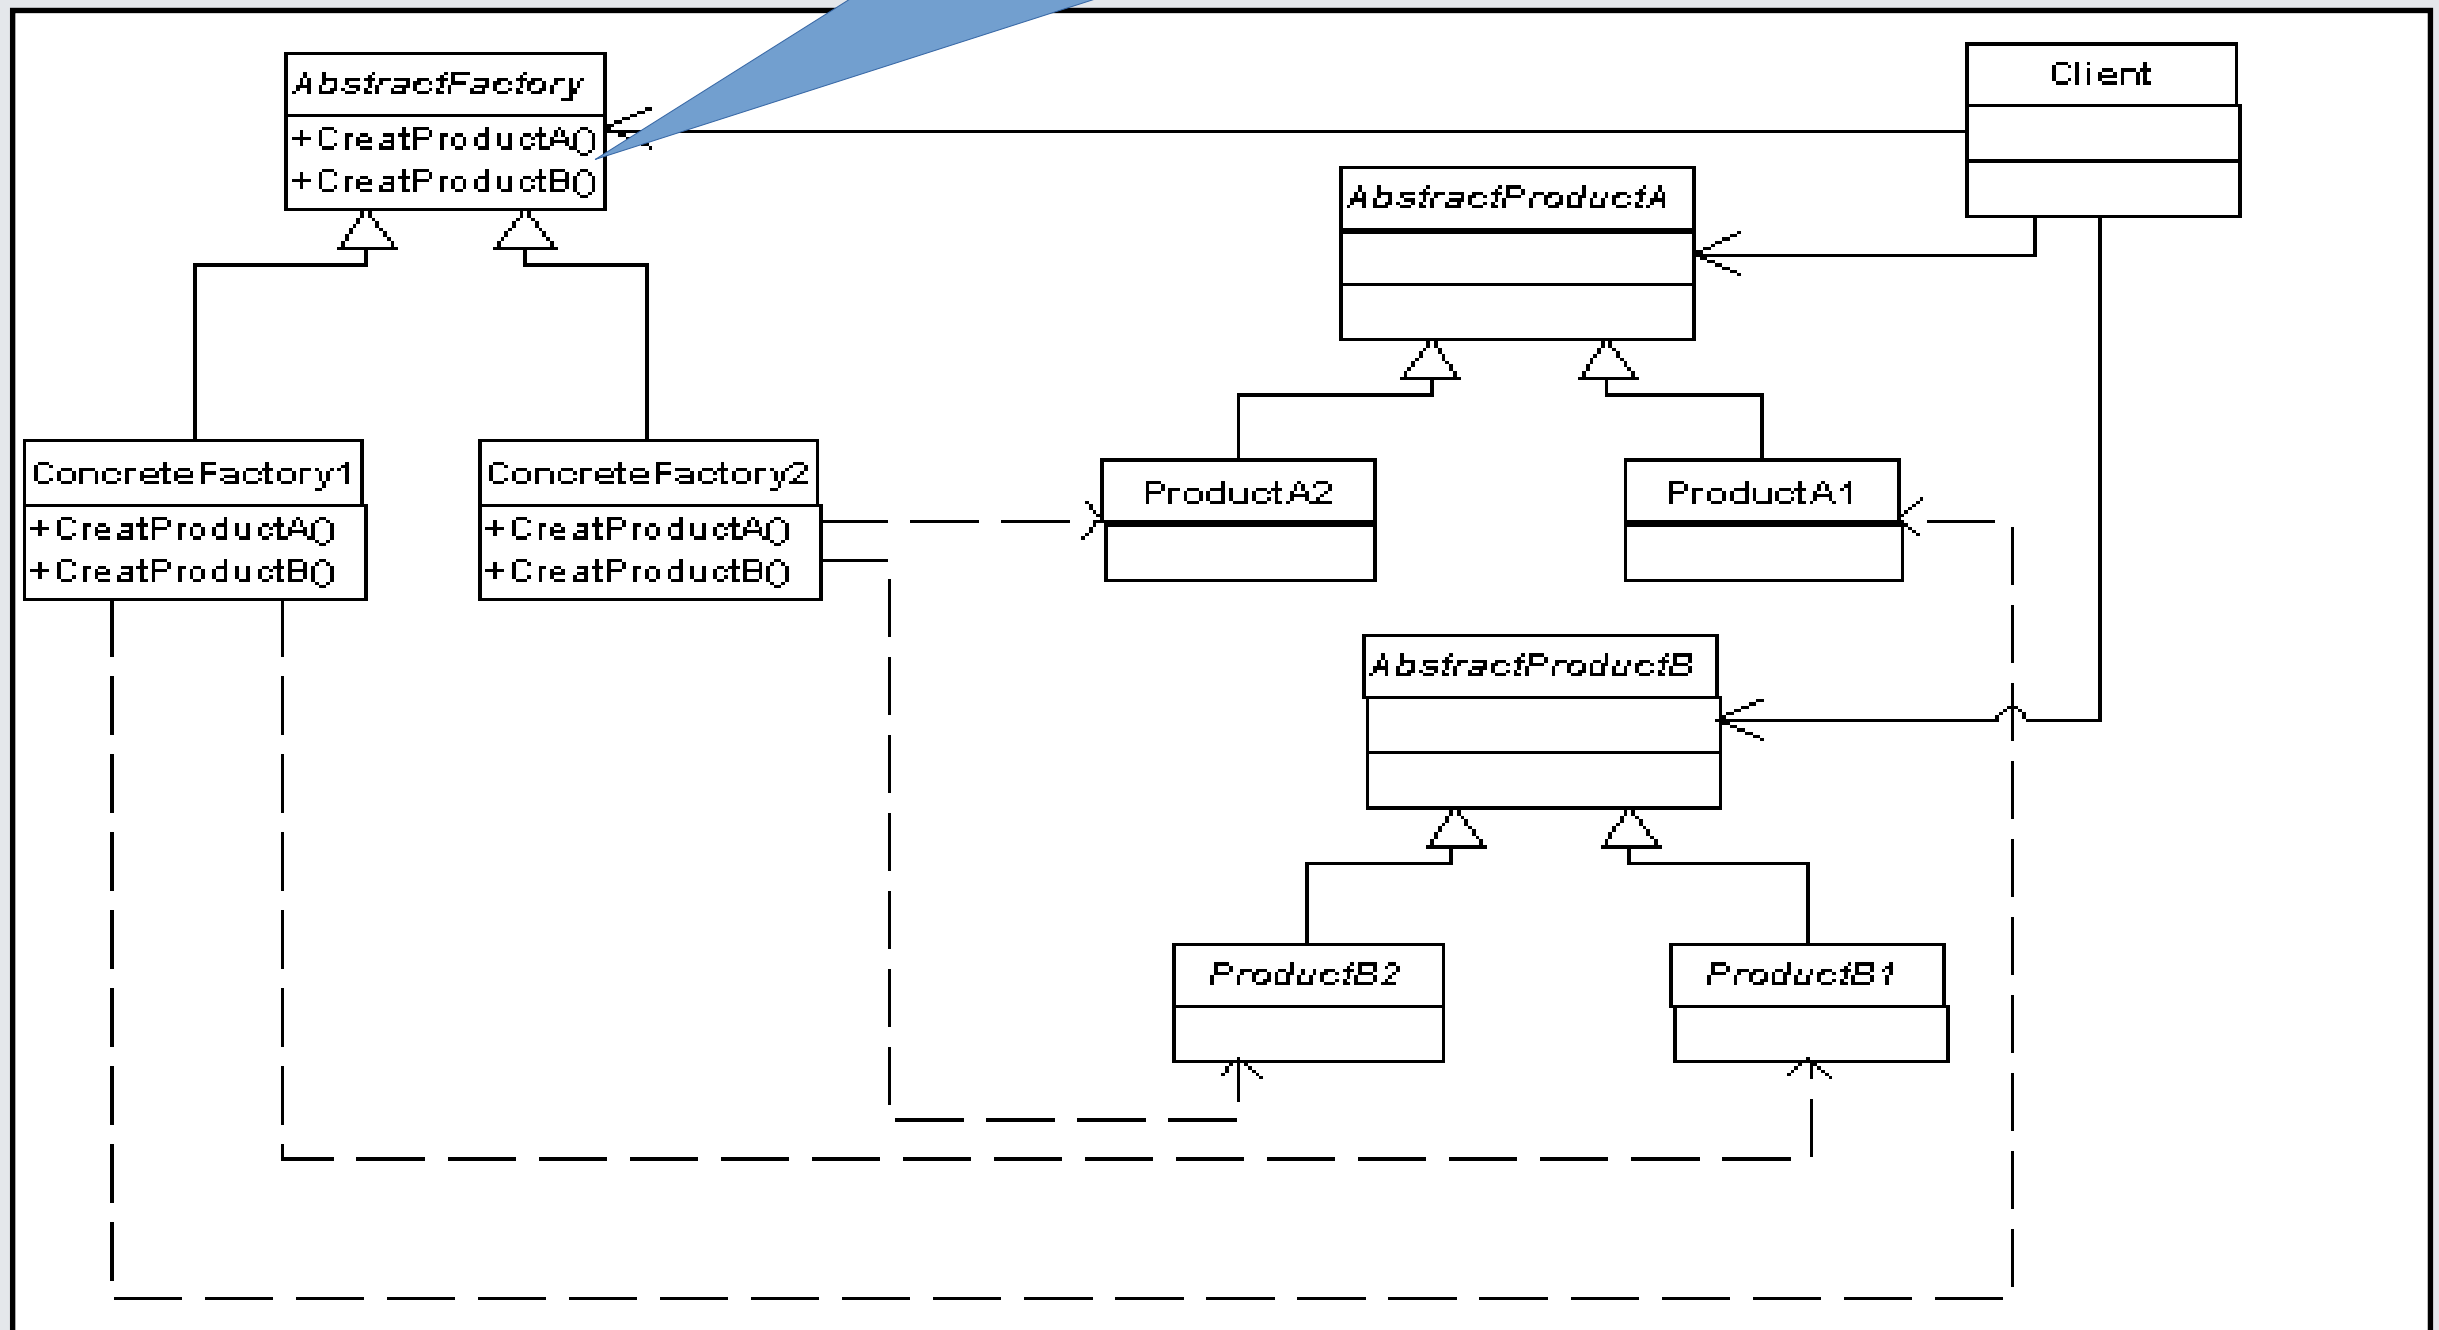 AbstractFactory
+CreatProductA()
+CreatProductB()
Client
AbstractProductA
ConcreteFactory1
+CreatProductA()
+CreatProductB()
ConcreteFactory2
+CreatProductA()
+CreatProductB()
ProductA2
ProductA1
AbstractProductB
ProductB2
ProductB1